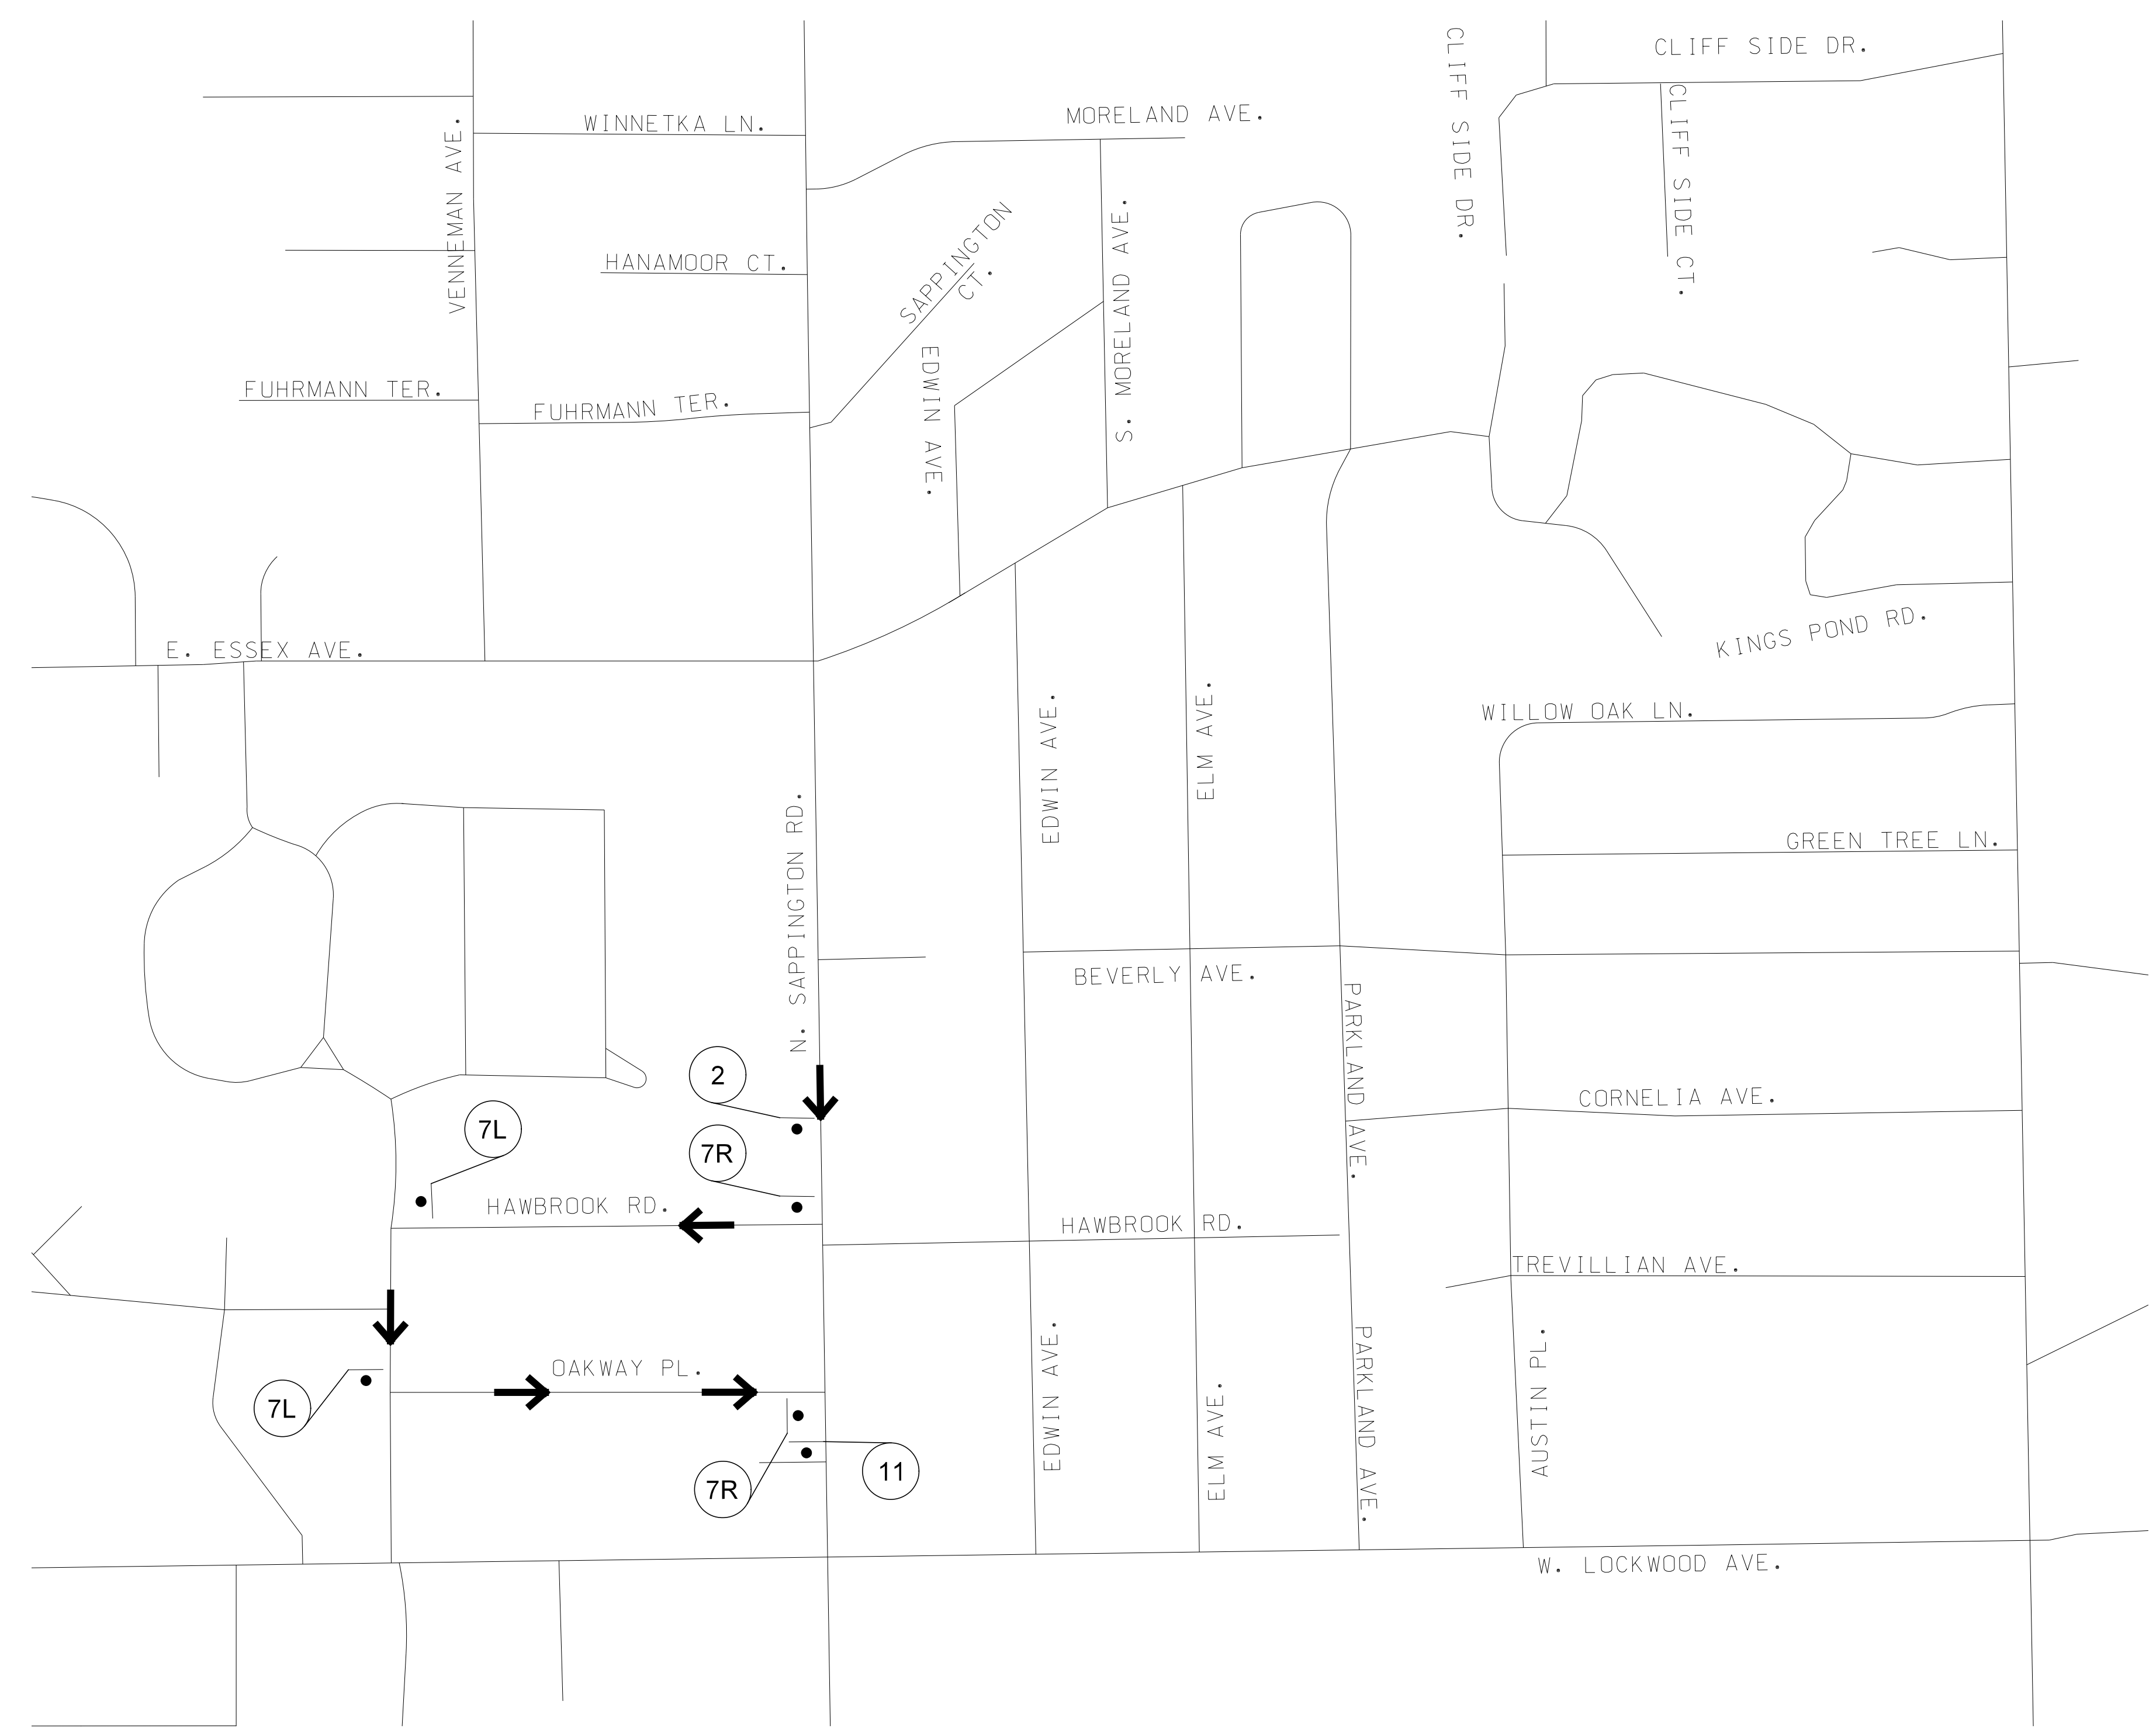 CLIFF SIDE DR.
CLIFF SIDE DR.
CLIFF SIDE CT.
MORELAND AVE.
WINNETKA LN.
VENNEMAN AVE.
HANAMOOR CT.
SAPPINGTON
CT.
S. MORELAND AVE.
EDWIN AVE.
FUHRMANN TER.
FUHRMANN TER.
E. ESSEX AVE.
KINGS POND RD.
WILLOW OAK LN.
EDWIN AVE.
ELM AVE.
N. SAPPINGTON RD.
GREEN TREE LN.
BEVERLY AVE.
PARKLAND AVE.
2
CORNELIA AVE.
7L
7R
HAWBROOK RD.
HAWBROOK RD.
TREVILLIAN AVE.
OAKWAY PL.
EDWIN AVE.
ELM AVE.
PARKLAND AVE.
AUSTIN PL.
7L
7R
11
W. LOCKWOOD AVE.